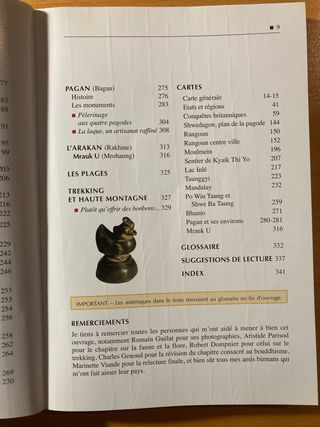 9
PAGAN (Bagan) 275
Histoire 276
Les monuments 283
Pèlerinage
aux quatre pagodes 304
La laque, un artisanat raffiné 308
L'ARAKAN (Rakhine) 313
Mrauk U (Mrohaung) 316
LES PLAGES 325
TREKKING
ET HAUTE MONTAGNE 327
Plutôt qu'offrir des bonbons... 329
CARTES
Carte générale 14-15
Etats et régions 41
Conquêtes britanniques 59
Shwedagon, plan de la pagode 144
Rangoun 150
Rangoun centre ville 152
Moulmein 196
Sentier de Kyaik Thi Yo 207
Lac Inlé 217
Taunggyi 223
Mandalay 232
Po Win Taung et
Shwe Ba Taung 259
Bhamo 271
Pagan et ses environs 280-281
Mrauk U 316
GLOSSAIRE 332
SUGGESTIONS DE LECTURE 337
INDEX 341
IMPORTANT – Les astérisques dans le texte renvoient au glossaire en fin d'ouvrage.
REMERCIEMENTS
Je tiens à remercier toutes les personnes qui m'ont aidé à mener à bien cet
ouvrage, notamment Romain Guélat pour ses photographies, Aristide Parisod
pour le chapitre sur la faune et la flore, Robert Dompnier pour celui sur le
trekking, Charles Genoud pour la révision du chapitre consacré au bouddhisme,
Marinette Viande pour la relecture finale, et bien sûr tous mes amis birmans qui
m'ont fait aimer leur pays.